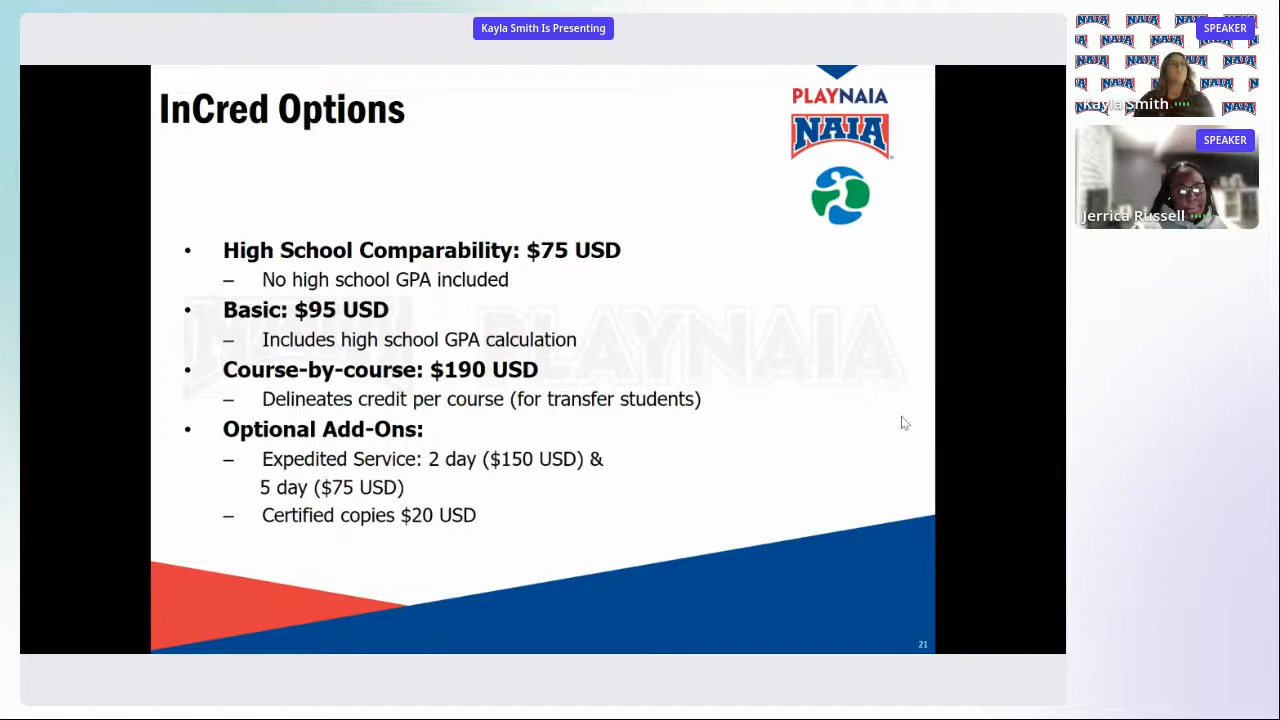 Kayla Smith Is Presenting
InCred Options
PLAYNAIA
NAIA
• High School Comparability: $75 USD
– No high school GPA included
• Basic: $95 USD
– Includes high school GPA calculation
• Course-by-course: $190 USD
– Delineates credit per course (for transfer students)
• Optional Add-Ons:
– Expedited Service: 2 day ($150 USD) &
5 day ($75 USD)
– Certified copies $20 USD
PLAYNAIA
21
SPEAKER
NAIA
Kayla Smith
SPEAKER
Jerrica Russell